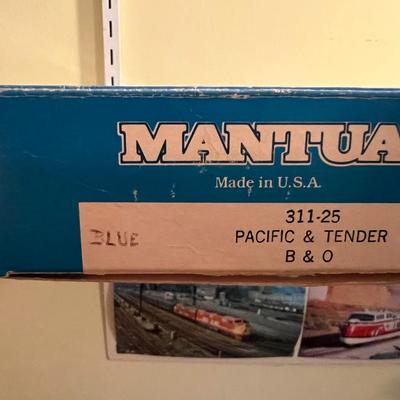 MANTUA
Made in U.S.A.
311-25
BLUE
PACIFIC & TENDER
B & O